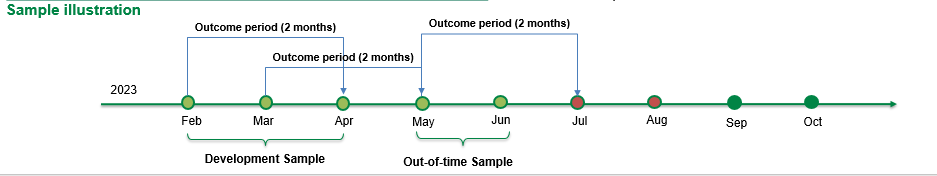 Sample illustration
Outcome period (2 months)
Outcome period (2 months)
Outcome period (2 months)
2023
Feb
Mar
Apr
May
Jun
Jul
Aug
Sep
Oct
Development Sample
Out-of-time Sample